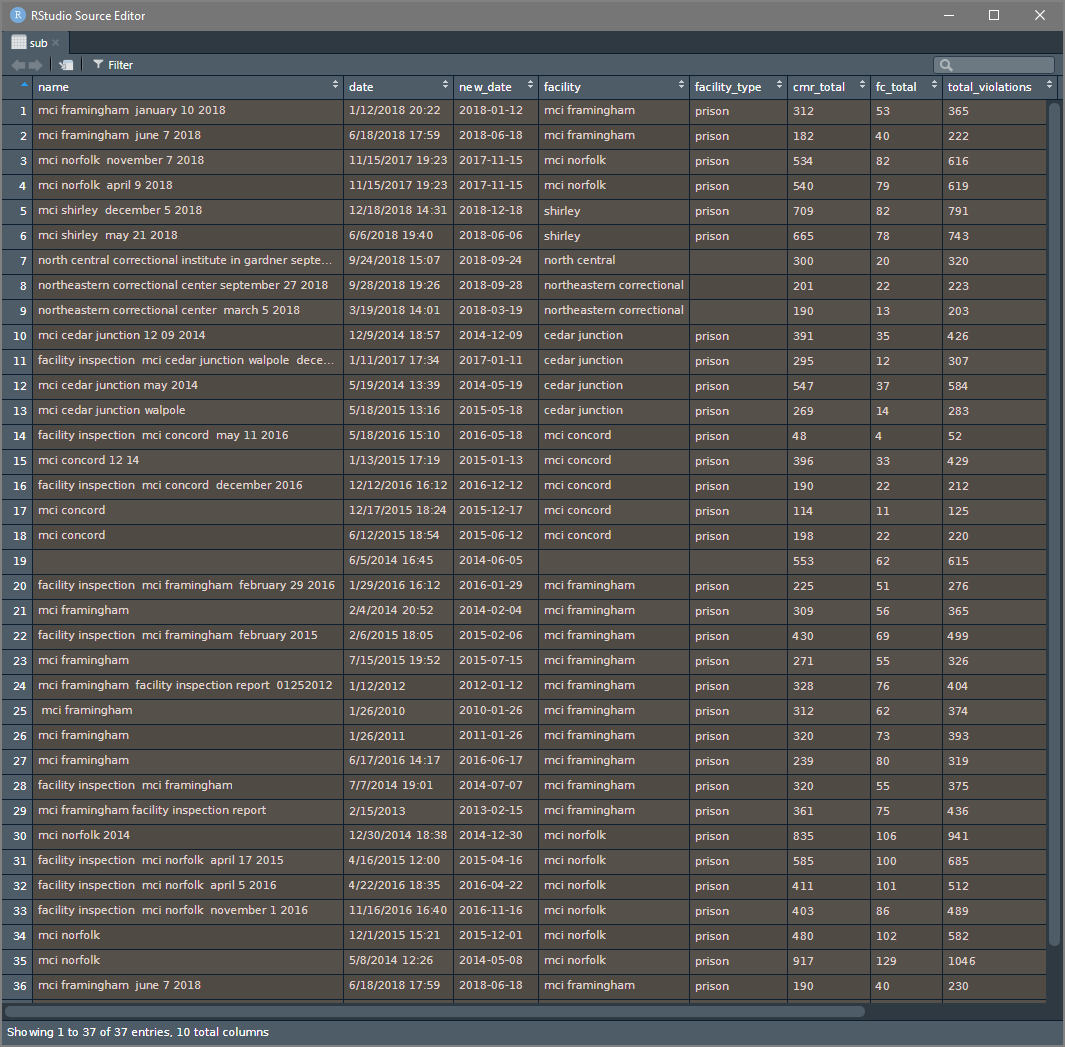 R RStudio Source Editor
sub
Filter
name date new_date facility facility_type cmr_total fc_total total_violations
1 mci framingham january 10 2018 1/12/2018 20:22 2018-01-12 mci framingham prison 312 53 365
2 mci framingham june 7 2018 6/18/2018 17:59 2018-06-18 mci framingham prison 182 40 222
3 mci norfolk november 7 2018 11/15/2017 19:23 2017-11-15 mci norfolk prison 534 82 616
4 mci norfolk april 9 2018 11/15/2017 19:23 2017-11-15 mci norfolk prison 540 79 619
5 mci shirley december 5 2018 12/18/2018 14:31 2018-12-18 shirley prison 709 82 791
6 mci shirley may 21 2018 6/6/2018 19:40 2018-06-06 shirley prison 665 78 743
7 north central correctional institute in gardner septe... 9/24/2018 15:07 2018-09-24 north central 300 20 320
8 northeastern correctional center september 27 2018 9/28/2018 19:26 2018-09-28 northeastern correctional 201 22 223
9 northeastern correctional center march 5 2018 3/19/2018 14:01 2018-03-19 northeastern correctional 190 13 203
10 mci cedar junction 12 09 2014 12/9/2014 18:57 2014-12-09 cedar junction prison 391 35 426
11 facility inspection mci cedar junction walpole dece... 1/11/2017 17:34 2017-01-11 cedar junction prison 295 12 307
12 mci cedar junction may 2014 5/19/2014 13:39 2014-05-19 cedar junction prison 547 37 584
13 mci cedar junction walpole 5/18/2015 13:16 2015-05-18 cedar junction prison 269 14 283
14 facility inspection mci concord may 11 2016 5/18/2016 15:10 2016-05-18 mci concord prison 48 4 52
15 mci concord 12 14 1/13/2015 17:19 2015-01-13 mci concord prison 396 33 429
16 facility inspection mci concord december 2016 12/12/2016 16:12 2016-12-12 mci concord prison 190 22 212
17 mci concord 12/17/2015 18:24 2015-12-17 mci concord prison 114 11 125
18 mci concord 6/12/2015 18:54 2015-06-12 mci concord prison 198 22 220
19 6/5/2014 16:45 2014-06-05 553 62 615
20 facility inspection mci framingham february 29 2016 1/29/2016 16:12 2016-01-29 mci framingham prison 225 51 276
21 mci framingham 2/4/2014 20:52 2014-02-04 mci framingham prison 309 56 365
22 facility inspection mci framingham february 2015 2/6/2015 18:05 2015-02-06 mci framingham prison 430 69 499
23 mci framingham 7/15/2015 19:52 2015-07-15 mci framingham prison 271 55 326
24 mci framingham facility inspection report 01252012 1/12/2012 2012-01-12 mci framingham prison 328 76 404
25 mci framingham 1/26/2010 2010-01-26 mci framingham prison 312 62 374
26 mci framingham 1/26/2011 2011-01-26 mci framingham prison 320 73 393
27 mci framingham 6/17/2016 14:17 2016-06-17 mci framingham prison 239 80 319
28 facility inspection mci framingham 7/7/2014 19:01 2014-07-07 mci framingham prison 320 55 375
29 mci framingham facility inspection report 2/15/2013 2013-02-15 mci framingham prison 361 75 436
30 mci norfolk 2014 12/30/2014 18:38 2014-12-30 mci norfolk prison 835 106 941
31 facility inspection mci norfolk april 17 2015 4/16/2015 12:00 2015-04-16 mci norfolk prison 585 100 685
32 facility inspection mci norfolk april 5 2016 4/22/2016 18:35 2016-04-22 mci norfolk prison 411 101 512
33 facility inspection mci norfolk november 1 2016 11/16/2016 16:40 2016-11-16 mci norfolk prison 403 86 489
34 mci norfolk 12/1/2015 15:21 2015-12-01 mci norfolk prison 480 102 582
35 mci norfolk 5/8/2014 12:26 2014-05-08 mci norfolk prison 917 129 1046
36 mci framingham june 7 2018 6/18/2018 17:59 2018-06-18 mci framingham prison 190 40 230
Showing 1 to 37 of 37 entries, 10 total columns